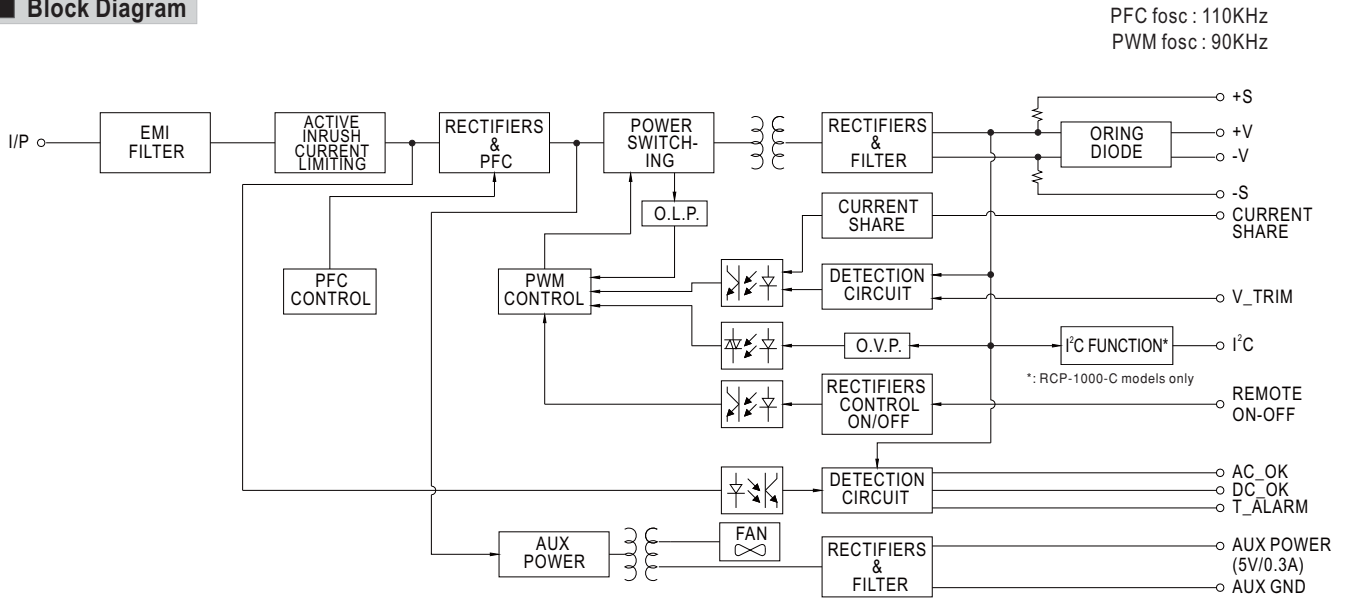 Block Diagram
PFC fosc : 110KHz
PWM fosc : 90KHz
I/P
EMI
FILTER
ACTIVE
INRUSH
CURRENT
LIMITING
RECTIFIERS
&
PFC
POWER
SWITCH-
ING
RECTIFIERS
&
FILTER
ORING
DIODE
+S
+V
-V
-S
O.L.P.
CURRENT
SHARE
CURRENT
SHARE
PFC
CONTROL
PWM
CONTROL
DETECTION
CIRCUIT
V_TRIM
O.V.P.
I²C FUNCTION*
I²C
*: RCP-1000-C models only
RECTIFIERS
CONTROL
ON/OFF
REMOTE
ON-OFF
DETECTION
CIRCUIT
AC_OK
DC_OK
T_ALARM
AUX
POWER
FAN
RECTIFIERS
&
FILTER
AUX POWER
(5V/0.3A)
AUX GND